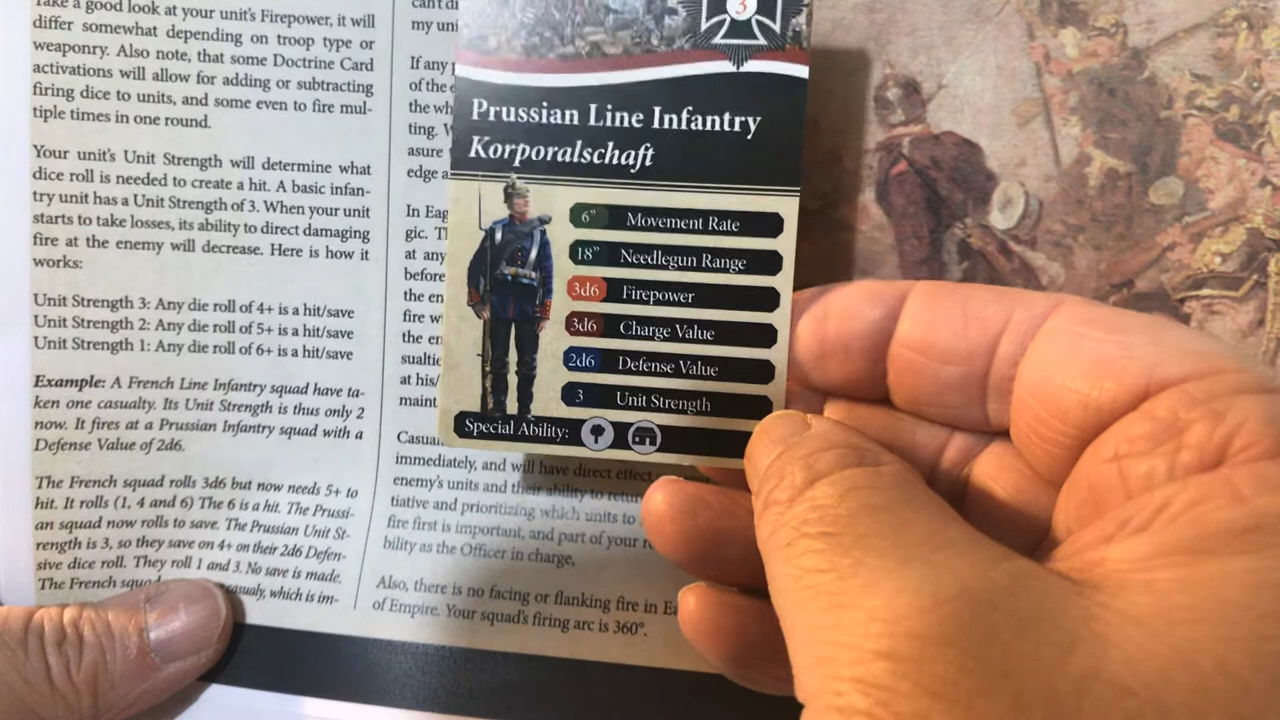 Take a good look at your unit's Firepower, it will
differ somewhat depending on troop type or
weaponry. Also note, that some Doctrine Card
activations will allow for adding or subtracting
firing dice to units, and some even to fire mul-
tiple times in one round.
Your unit's Unit Strength will determine what
dice roll is needed to create a hit. A basic infan-
try unit has a Unit Strength of 3. When your unit
starts to take losses, its ability to direct damaging
fire at the enemy will decrease. Here is how it
works:
Unit Strength 3: Any die roll of 4+ is a hit/save
Unit Strength 2: Any die roll of 5+ is a hit/save
Unit Strength 1: Any die roll of 6+ is a hit/save
Example: A French Line Infantry squad have ta-
ken one casualty. Its Unit Strength is thus only 2
now. It fires at a Prussian Infantry squad with a
Defense Value of 2d6.
The French squad rolls 3d6 but now needs 5+ to
hit. It rolls (1, 4 and 6) The 6 is a hit. The Prussi-
an squad now rolls to save. The Prussian Unit St-
rength is 3, so they save on 4+ on their 2d6 Defen-
sive dice roll. They roll 1 and 3. No save is made.
The French squad casualy, which is im-
can't
my
If any
of the
the
ting.
asure
edge
In
gic.
at any
before
the
fire
the
at his/
immediately, and will have direct effect
enemy's units and their ability to
tiative and prioritizing which units to
fire first is important, and part of your
bility as the Officer in charge,
Also, there is no facing or flanking fire in
of Empire. Your squad's firing arc is 360°.
3
Prussian Line Infantry
Korporalschaft
6" Movement Rate
18" Needlegun Range
3d6 Firepower
3d6 Charge Value
2d6 Defense Value
3 Unit Strength
Special Ability: